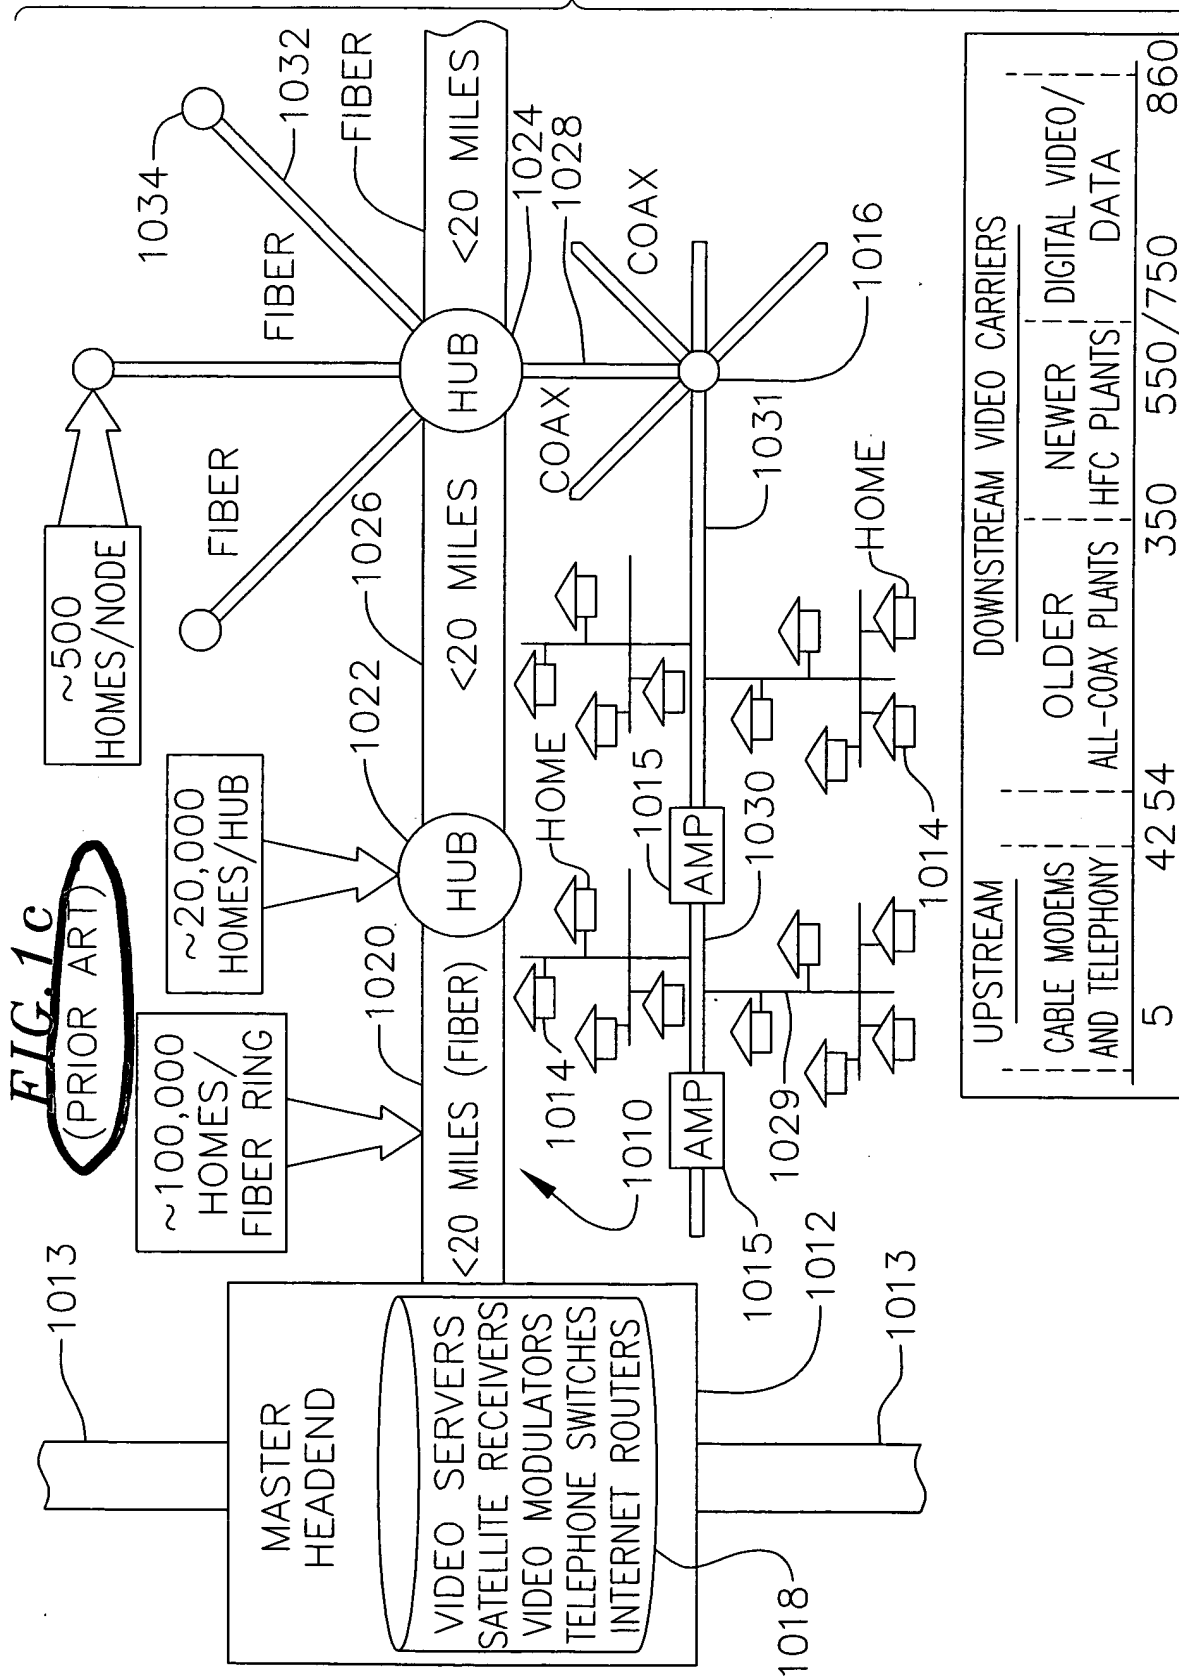 FIG. 1c
(PRIOR ART)
1013
MASTER
HEADEND
VIDEO SERVERS
SATELLITE RECEIVERS
VIDEO MODULATORS
TELEPHONE SWITCHES
INTERNET ROUTERS
1018
1012
1013
~100,000
HOMES/
FIBER RING
1020
<20 MILES (FIBER)
1010
~20,000
HOMES/HUB
1022
HUB
1026
<20 MILES
~500
HOMES/NODE
FIBER
FIBER
1034
1032
FIBER
HUB
<20 MILES
1024
1028
COAX
COAX
1016
1031
HOME
1014
1015
AMP
1030
AMP
1015
1029
1014
HOME
UPSTREAM
DOWNSTREAM VIDEO CARRIERS
CABLE MODEMS
AND TELEPHONY
OLDER
ALL-COAX PLANTS
NEWER
HFC PLANTS
DIGITAL VIDEO/
DATA
5 42 54 350 550/750 860